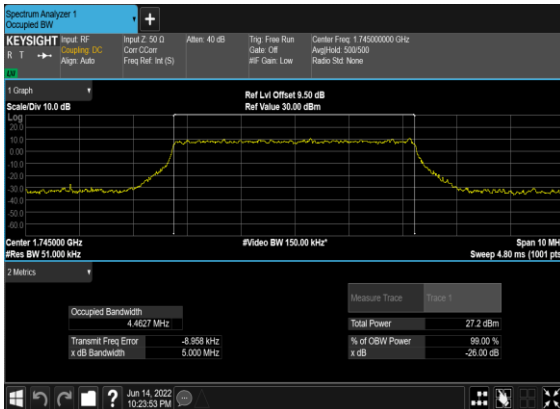 Spectrum Analyzer 1
Occupied BW
+
KEYSIGHT Input: RF Input Z: 50 Ω Atten: 40 dB Trig: Free Run Center Freq: 1.745000000 GHz
R T Coupling: DC Corr CCorr Gate: Off Avg|Hold: 500/500
Align: Auto Freq Ref: Int (S) #IF Gain: Low Radio Std: None
LXI
1 Graph
Scale/Div 10.0 dB Ref Lvl Offset 9.50 dB
Ref Value 30.00 dBm
Log
20.0
10.0
0.00
-10.0
-20.0
-30.0
-40.0
-50.0
-60.0
Center 1.745000 GHz #Video BW 150.00 kHz* Span 10 MH
#Res BW 51.000 kHz Sweep 4.80 ms (1001 pts
2 Metrics
Measure Trace Trace 1
Occupied Bandwidth
4.4627 MHz Total Power 27.2 dBm
Transmit Freq Error -8.958 kHz % of OBW Power 99.00 %
x dB Bandwidth 5.000 MHz x dB -26.00 dB
? Jun 14, 2022
10:23:53 PM